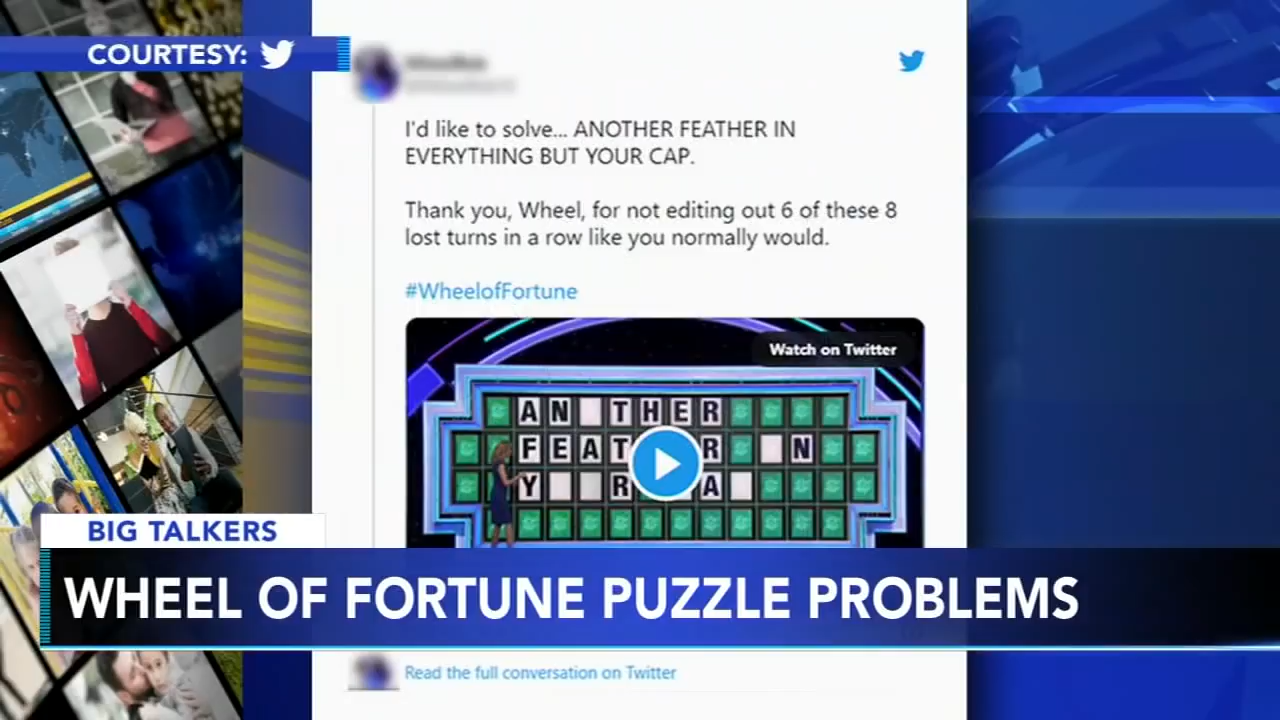 COURTESY:
I'd like to solve... ANOTHER FEATHER IN
EVERYTHING BUT YOUR CAP.
Thank you, Wheel, for not editing out 6 of these 8
lost turns in a row like you normally would.
#WheelofFortune
Watch on Twitter
AN THER
FEAT R N
Y R A
BIG TALKERS
WHEEL OF FORTUNE PUZZLE PROBLEMS
Read the full conversation on Twitter